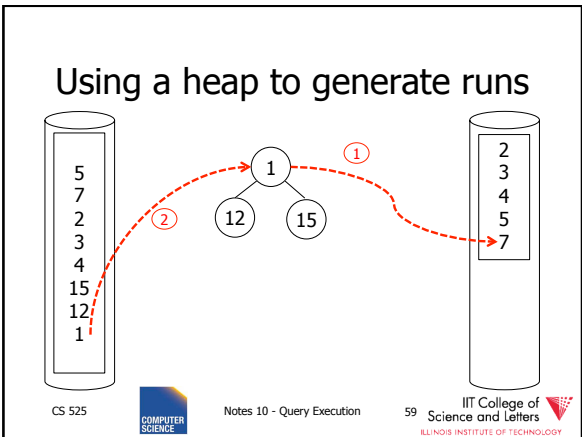 Using a heap to generate runs
5
7
2
3
4
15
12
1
2
1
12
15
1
2
3
4
5
7
CS 525
COMPUTER
SCIENCE
Notes 10 - Query Execution
59
IIT College of
Science and Letters
ILLINOIS INSTITUTE OF TECHNOLOGY